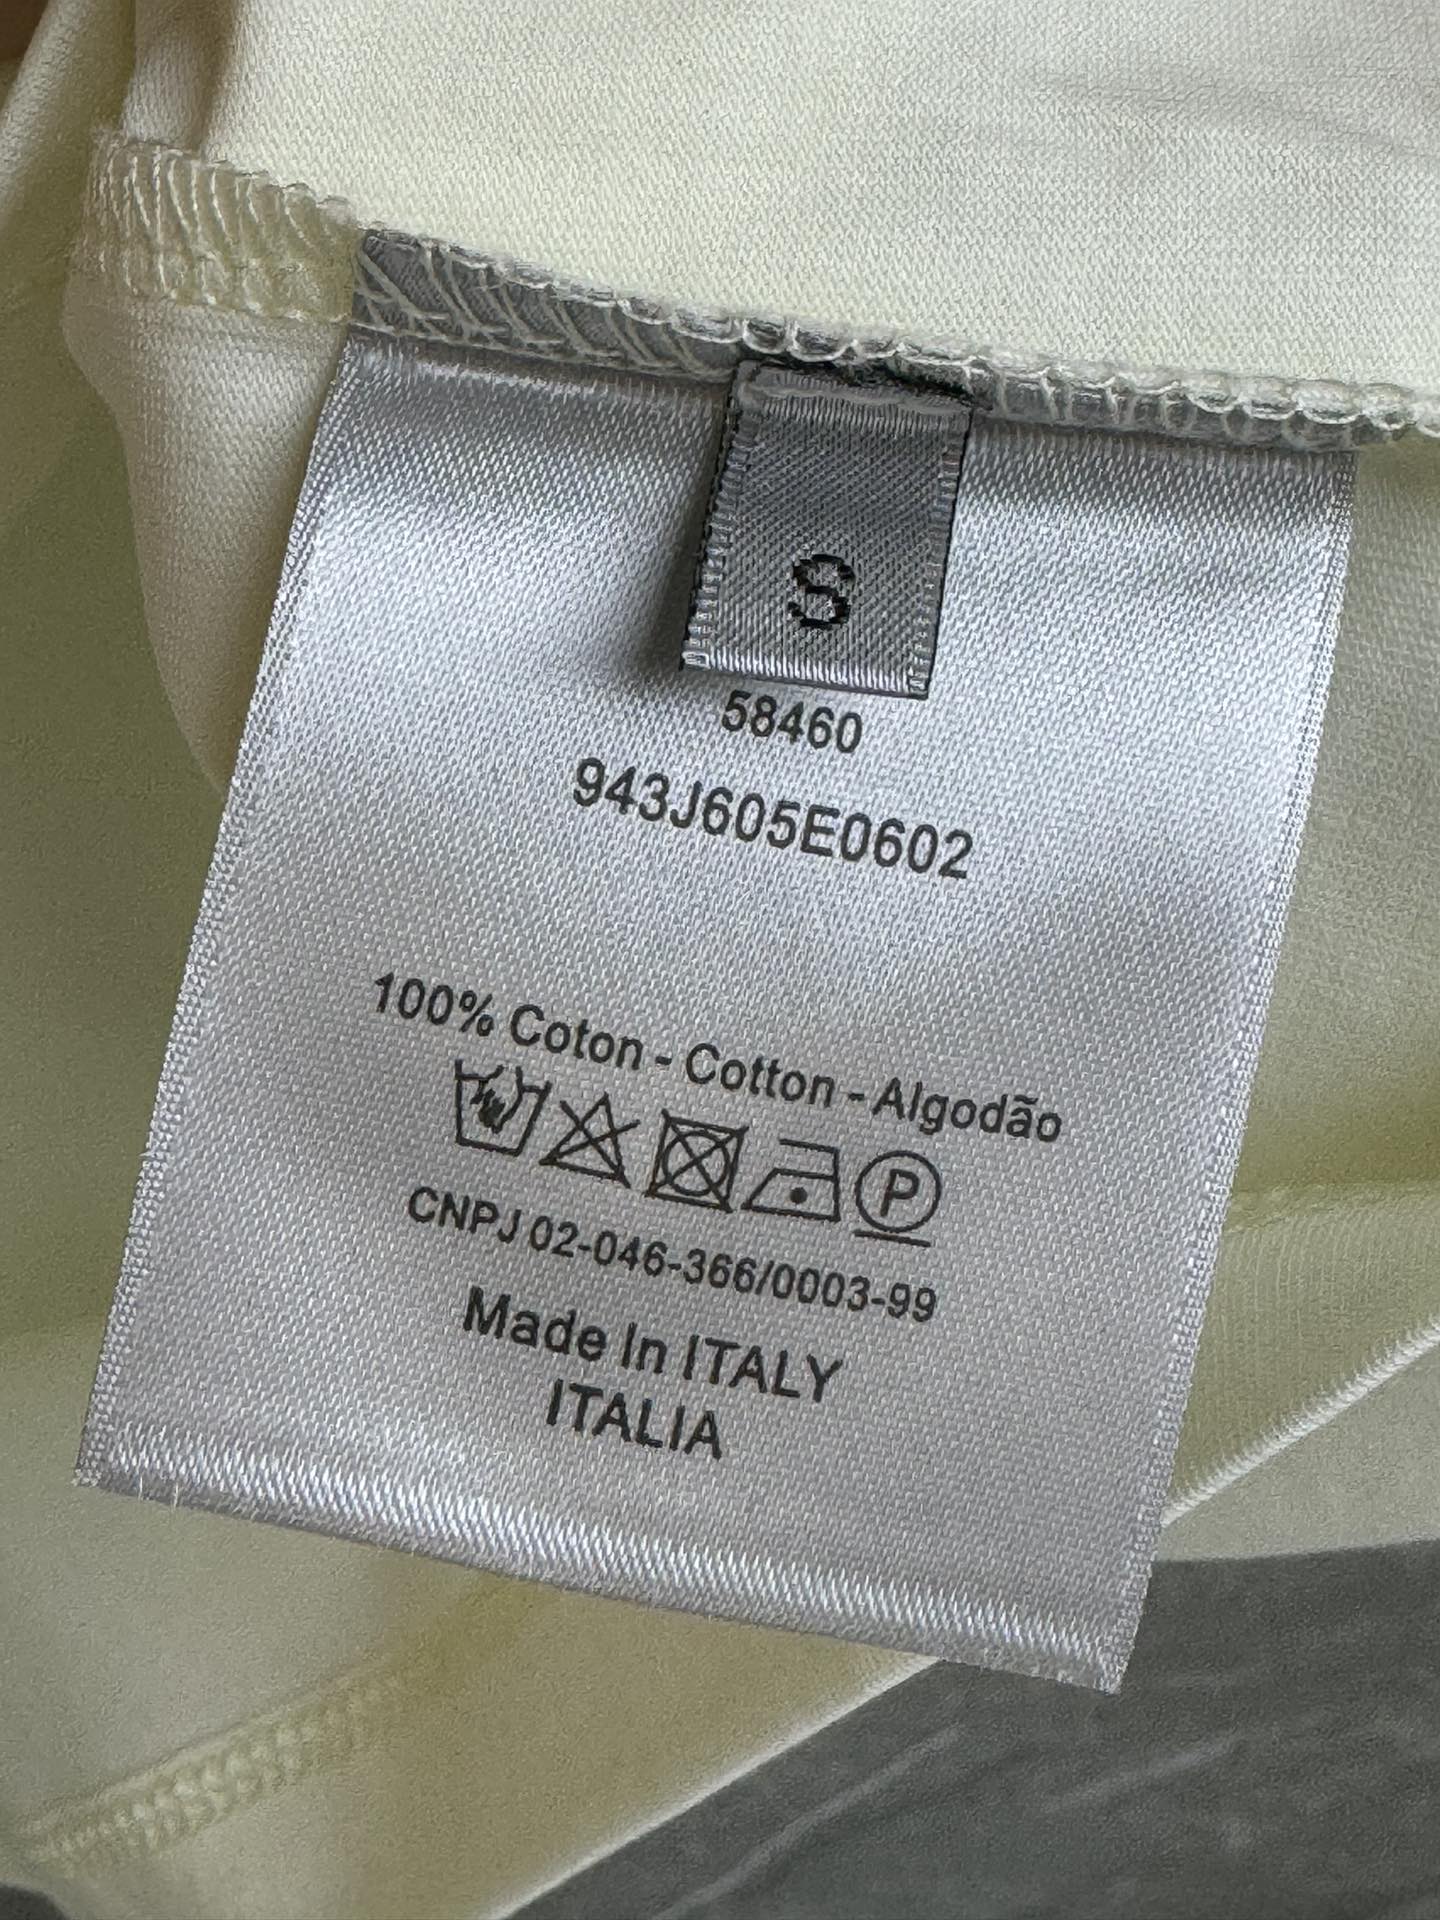 S
58460
943J605E0602
100% Coton - Cotton - Algodão
P
CNPJ 02-046-366/0003-99
Made In ITALY
ITALIA